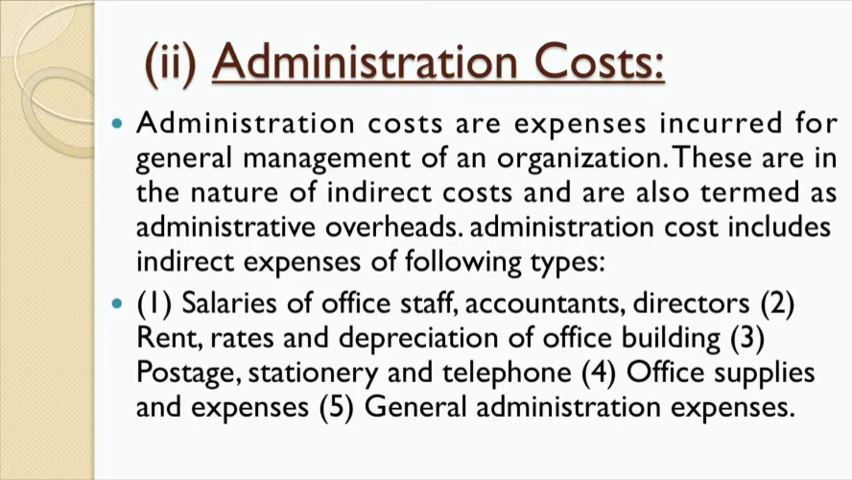 (ii) Administration Costs:
• Administration costs are expenses incurred for
general management of an organization. These are in
the nature of indirect costs and are also termed as
administrative overheads. administration cost includes
indirect expenses of following types:
• (1) Salaries of office staff, accountants, directors (2)
Rent, rates and depreciation of office building (3)
Postage, stationery and telephone (4) Office supplies
and expenses (5) General administration expenses.